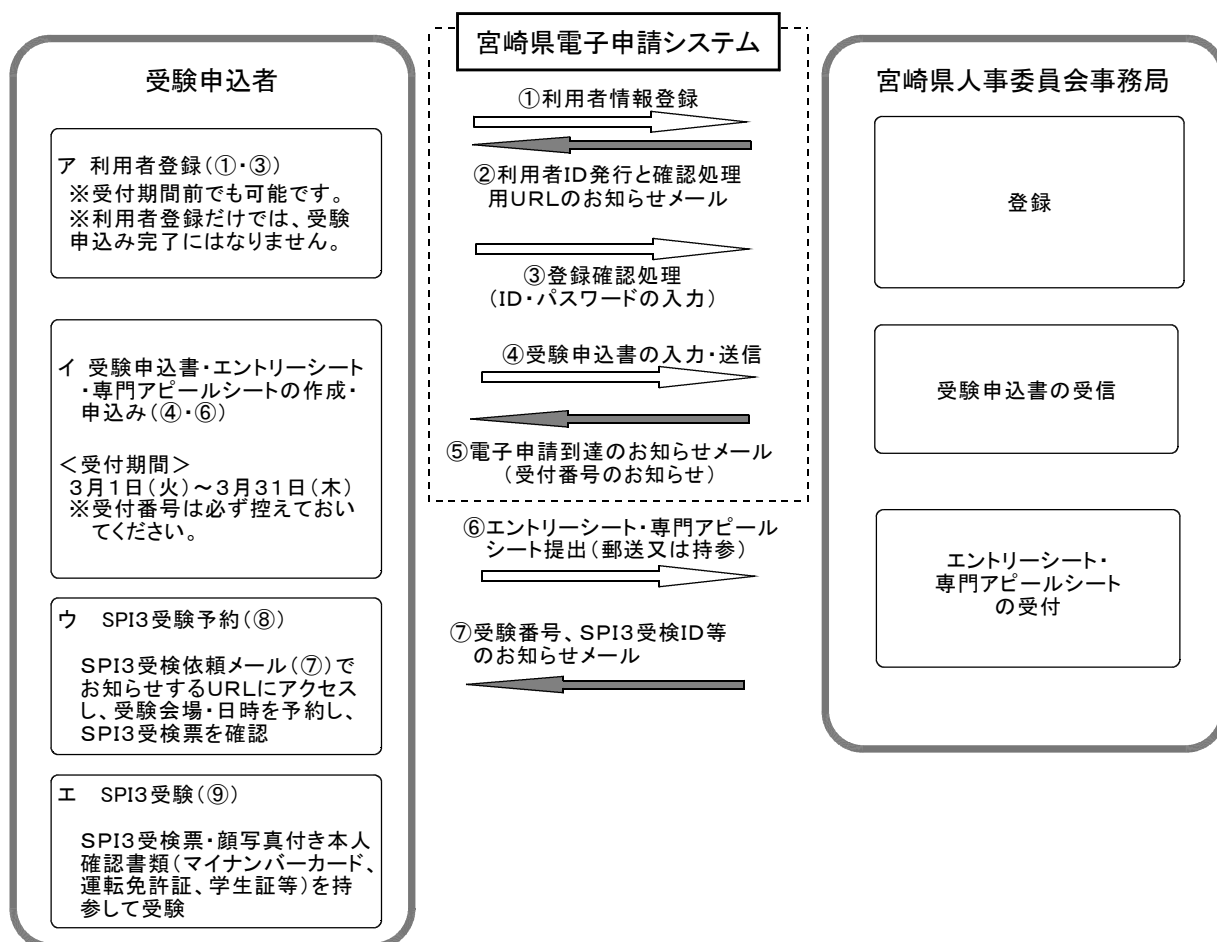 受験申込者
ア 利用者登録(①・③)
※受付期間前でも可能です。
※利用者登録だけでは、受験
申込み完了にはなりません。
イ 受験申込書・エントリーシート
・専門アピールシートの作成・
申込み(④・⑥)
＜受付期間＞
3月1日(火)～3月31日(木)
※受付番号は必ず控えておい
てください。
ウ SPI3受験予約(⑧)
SPI3受検依頼メール(⑦)で
お知らせするURLにアクセス
し、受験会場・日時を予約し、
SPI3受検票を確認
エ SPI3受験(⑨)
SPI3受検票・顔写真付き本人
確認書類(マイナンバーカード、
運転免許証、学生証等)を持
参して受験
宮崎県電子申請システム
①利用者情報登録
②利用者ID発行と確認処理
用URLのお知らせメール
③登録確認処理
(ID・パスワードの入力)
④受験申込書の入力・送信
⑤電子申請到達のお知らせメール
(受付番号のお知らせ)
⑥エントリーシート・専門アピール
シート提出(郵送又は持参)
⑦受験番号、SPI3受検ID等
のお知らせメール
宮崎県人事委員会事務局
登録
受験申込書の受信
エントリーシート・
専門アピールシート
の受付